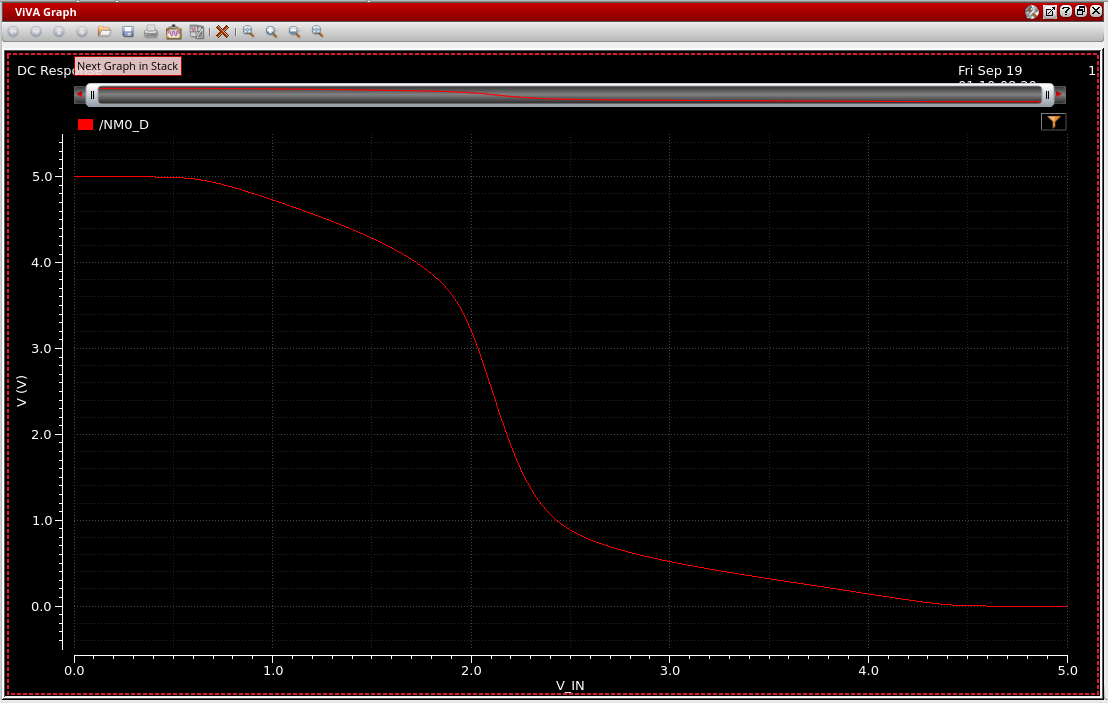 ViVA Graph
Next Graph in Stack
DC Respo
Fri Sep 19
1
/NM0_D
5.0
4.0
3.0
2.0
1.0
0.0
V (V)
0.0 1.0 2.0 3.0 4.0 5.0
V_IN